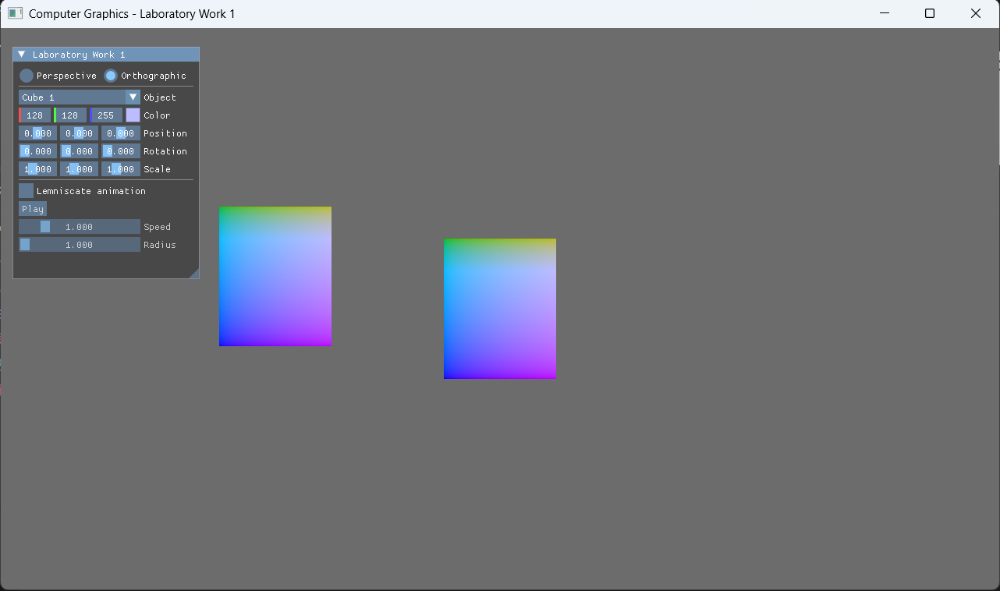 Computer Graphics - Laboratory Work 1
Laboratory Work 1
Perspective Orthographic
Cube 1 Object
128 128 255 Color
0.000 0.000 0.000 Position
0.000 0.000 0.000 Rotation
1.000 1.000 1.000 Scale
Lemniscate animation
Play
1.000 Speed
1.000 Radius